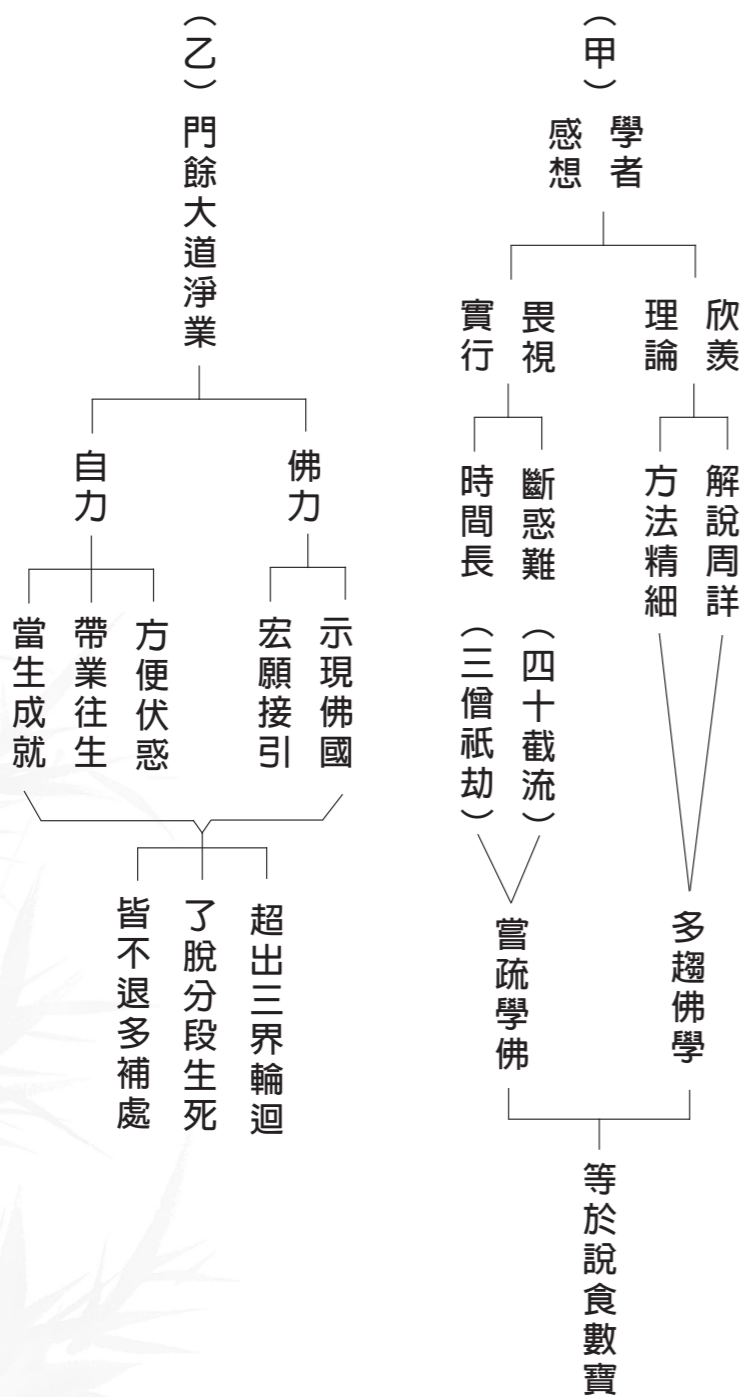 （甲）學者
感想
欣羨
理論
解說周詳
方法精細
多趨佛學
畏視
實行
斷惑難（四十截流）
時間長（三僧祇劫）
嘗疏學佛
等於說食數寶
（乙）門餘大道淨業
佛力
示現佛國
宏願接引
自力
方便伏惑
帶業往生
當生成就
超出三界輪迴
了脫分段生死
皆不退多補處